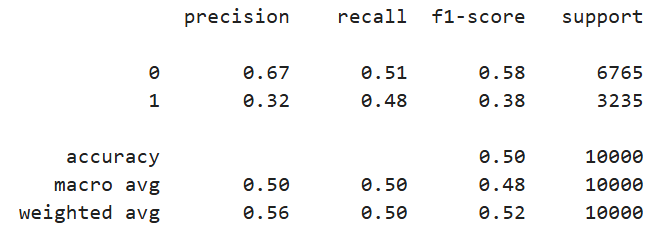 precision recall f1-score support
0 0.67 0.51 0.58 6765
1 0.32 0.48 0.38 3235
accuracy 0.50 10000
macro avg 0.50 0.50 0.48 10000
weighted avg 0.56 0.50 0.52 10000